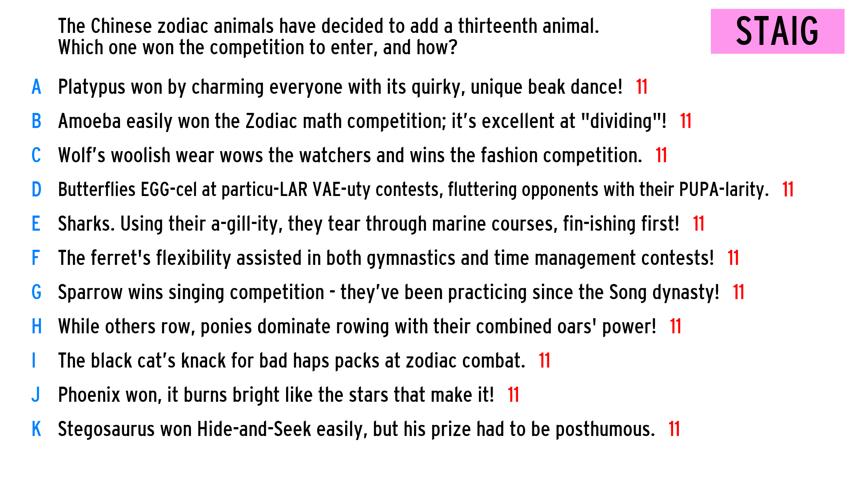 The Chinese zodiac animals have decided to add a thirteenth animal.
Which one won the competition to enter, and how?
STAIG
A Platypus won by charming everyone with its quirky, unique beak dance! 11
B Amoeba easily won the Zodiac math competition; it's excellent at "dividing"! 11
C Wolf's woolish wear wows the watchers and wins the fashion competition. 11
D Butterflies EGG-cel at particu-LAR VAE-uty contests, fluttering opponents with their PUPA-larity. 11
E Sharks. Using their a-gill-ity, they tear through marine courses, fin-ishing first! 11
F The ferret's flexibility assisted in both gymnastics and time management contests! 11
G Sparrow wins singing competition - they've been practicing since the Song dynasty! 11
H While others row, ponies dominate rowing with their combined oars' power! 11
I The black cat's knack for bad haps packs at zodiac combat. 11
J Phoenix won, it burns bright like the stars that make it! 11
K Stegosaurus won Hide-and-Seek easily, but his prize had to be posthumous. 11